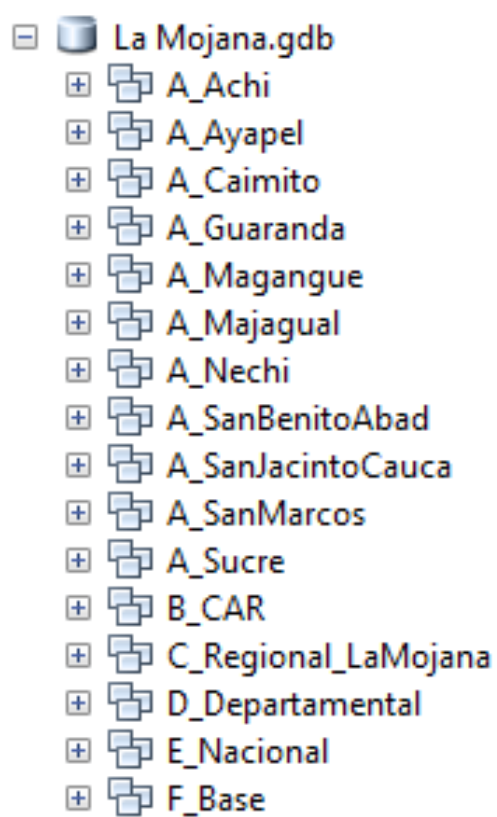 La Mojana.gdb
A_Achi
A_Ayapel
A_Caimito
A_Guaranda
A_Magangue
A_Majagual
A_Nechi
A_SanBenitoAbad
A_SanJacintoCauca
A_SanMarcos
A_Sucre
B_CAR
C_Regional_LaMojana
D_Departamental
E_Nacional
F_Base